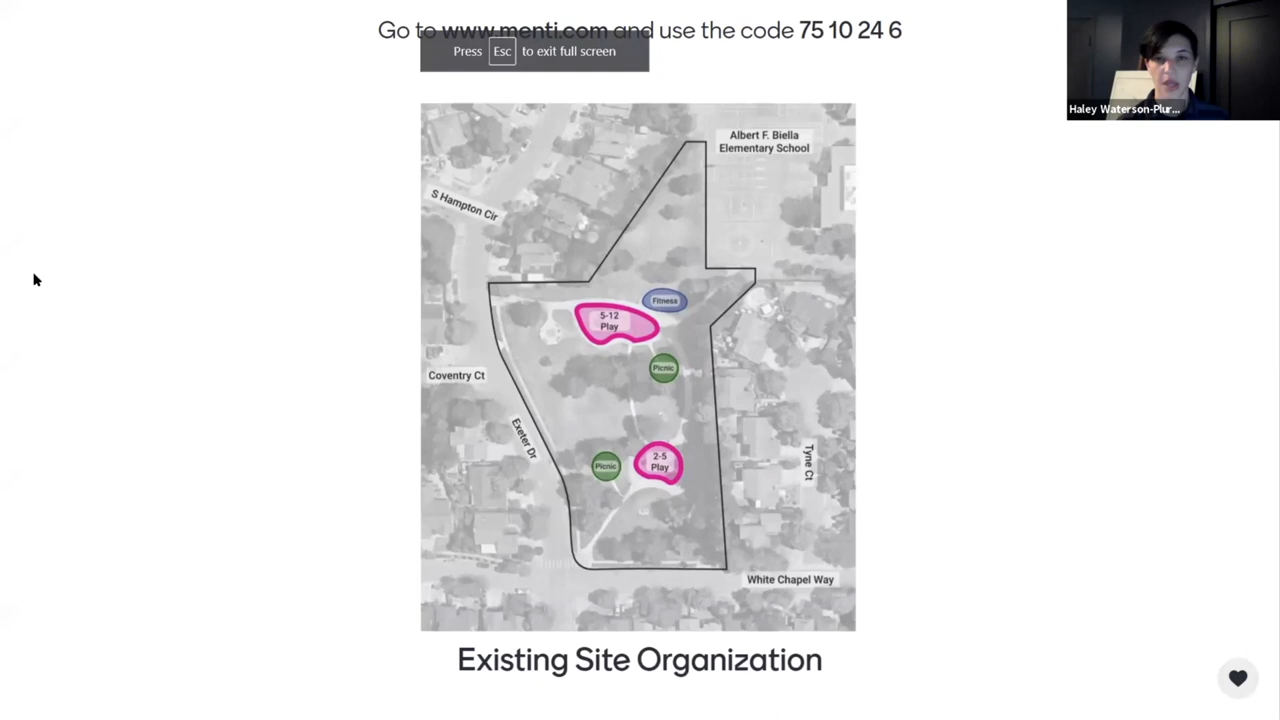 Go to www.menti.com and use the code 75 10 24 6
Press Esc to exit full screen
Haley Waterson-Plur...
Albert F. Biella
Elementary School
S Hampton Cir
Fitness
5-12
Play
Picnic
Coventry Ct
Exeter Dr
Picnic
2-5
Play
Tyne Ct
White Chapel Way
Existing Site Organization